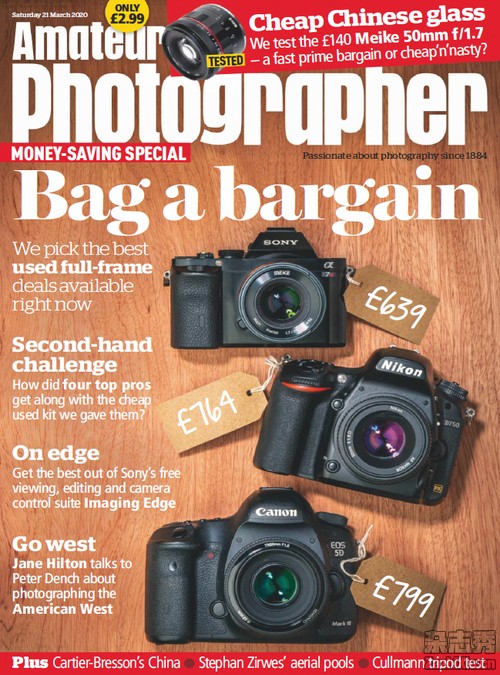 Saturday 21 March 2020
ONLY
£2.99
Amateur
Photographer
TESTED
Cheap Chinese glass
We test the £140 Meike 50mm f/1.7
– a fast prime bargain or cheap'n'nasty?
MONEY-SAVING SPECIAL
Passionate about photography since 1884
Bag a bargain
We pick the best
used full-frame
deals available
right now
SONY
α
MEIKE
£639
Second-hand
challenge
How did four top pros
get along with the cheap
used kit we gave them?
Nikon
D750
£764
On edge
Get the best out of Sony's free
viewing, editing and camera
control suite Imaging Edge
Canon
EOS
5D
Mark III
£799
Go west
Jane Hilton talks to
Peter Dench about
photographing the
American West
Plus Cartier-Bresson's China ● Stephan Zirwes' aerial pools ● Cullmann tripod test